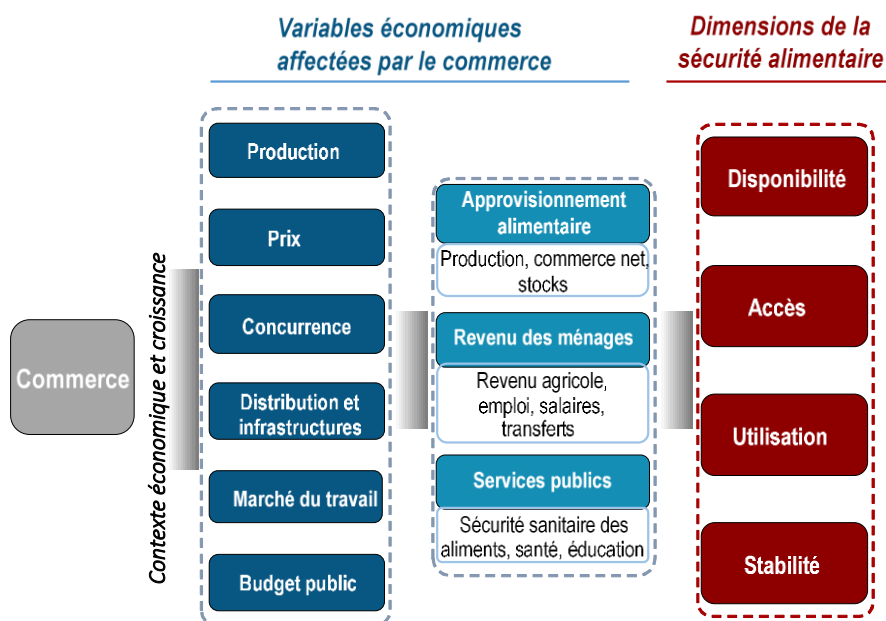 Variables économiques
affectées par le commerce
Dimensions de la
sécurité alimentaire
Commerce
Contexte économique et croissance
Production
Prix
Concurrence
Distribution et
infrastructures
Marché du travail
Budget public
Approvisionnement
alimentaire
Production, commerce net,
stocks
Revenu des ménages
Revenu agricole,
emploi, salaires,
transferts
Services publics
Sécurité sanitaire des
aliments, santé, éducation
Disponibilité
Accès
Utilisation
Stabilité